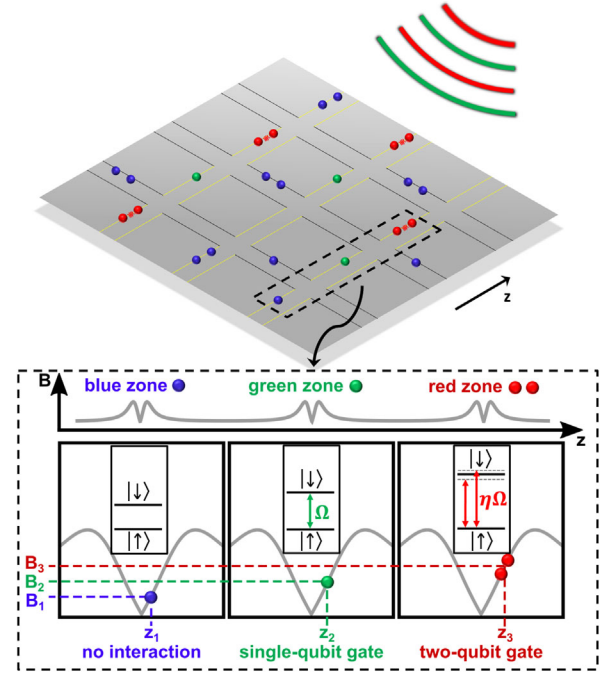 z
B
blue zone
green zone
red zone
z
|↓⟩
|↑⟩
|↓⟩
Ω
|↑⟩
|↓⟩
ηΩ
|↑⟩
B₃
B₂
B₁
z₁
z₂
z₃
no interaction
single-qubit gate
two-qubit gate